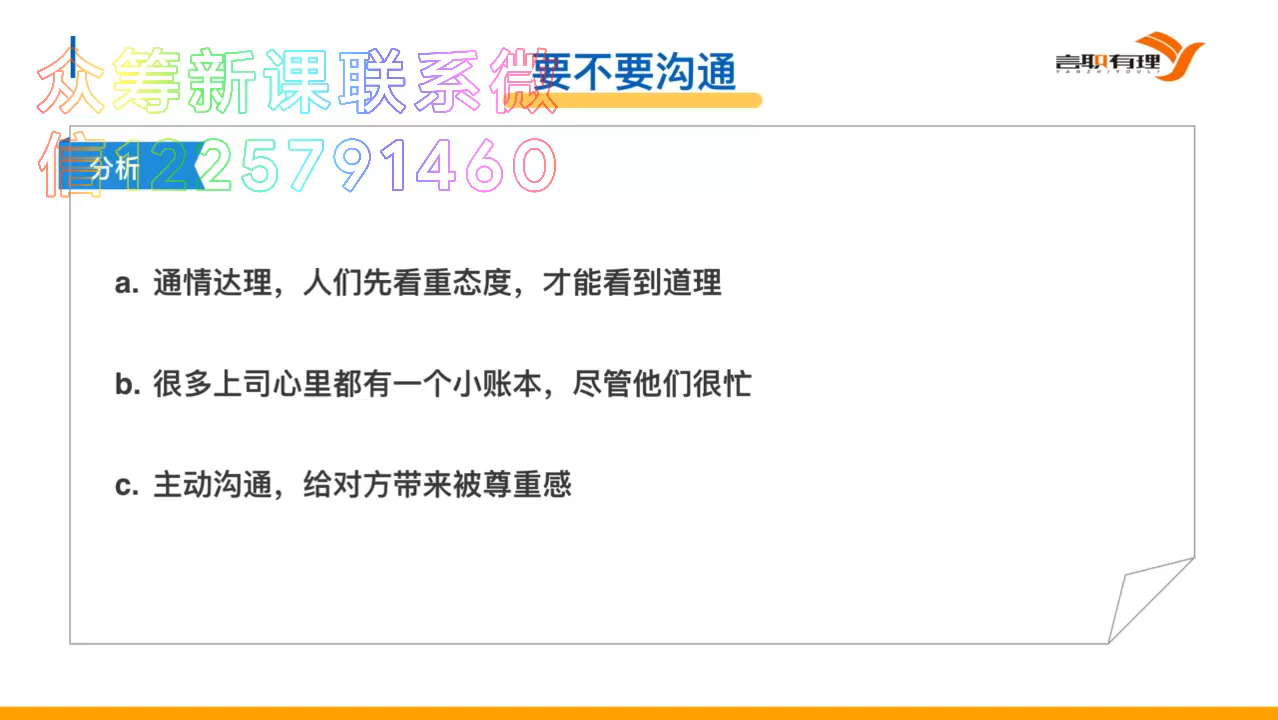 众筹新课联系微
信1225791460
要不要沟通
言职有理
YANZHIYOULI
分析
a. 通情达理，人们先看重态度，才能看到道理
b. 很多上司心里都有一个小账本，尽管他们很忙
c. 主动沟通，给对方带来被尊重感